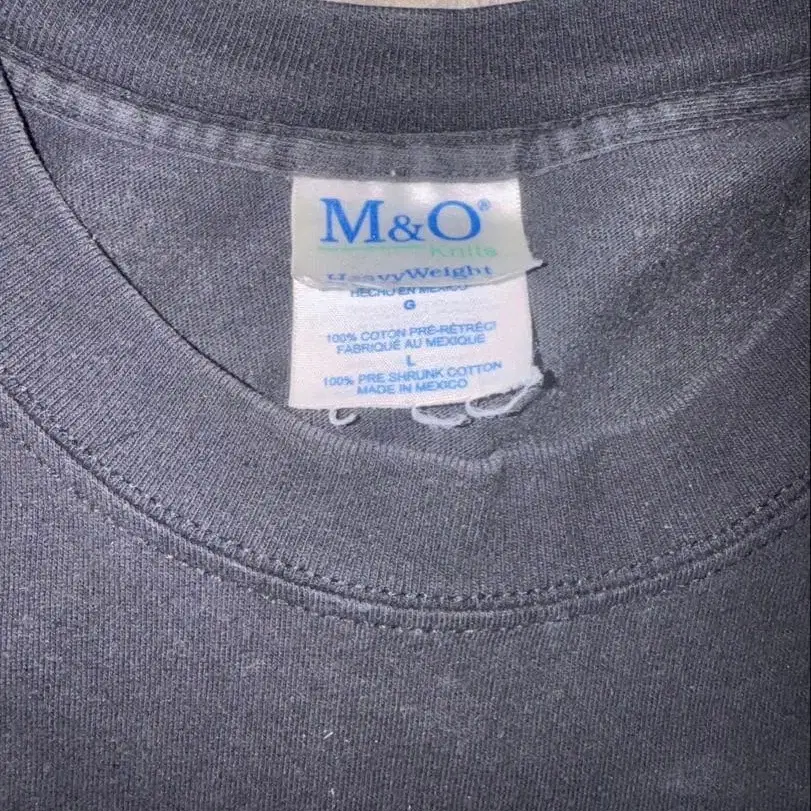 M&O®
Knits
HeavyWeight
HECHO EN MEXICO
G
100% COTON PRÉ-RÉTRÉCI
FABRIQUÉ AU MEXIQUE
L
100% PRE SHRUNK COTTON
MADE IN MEXICO